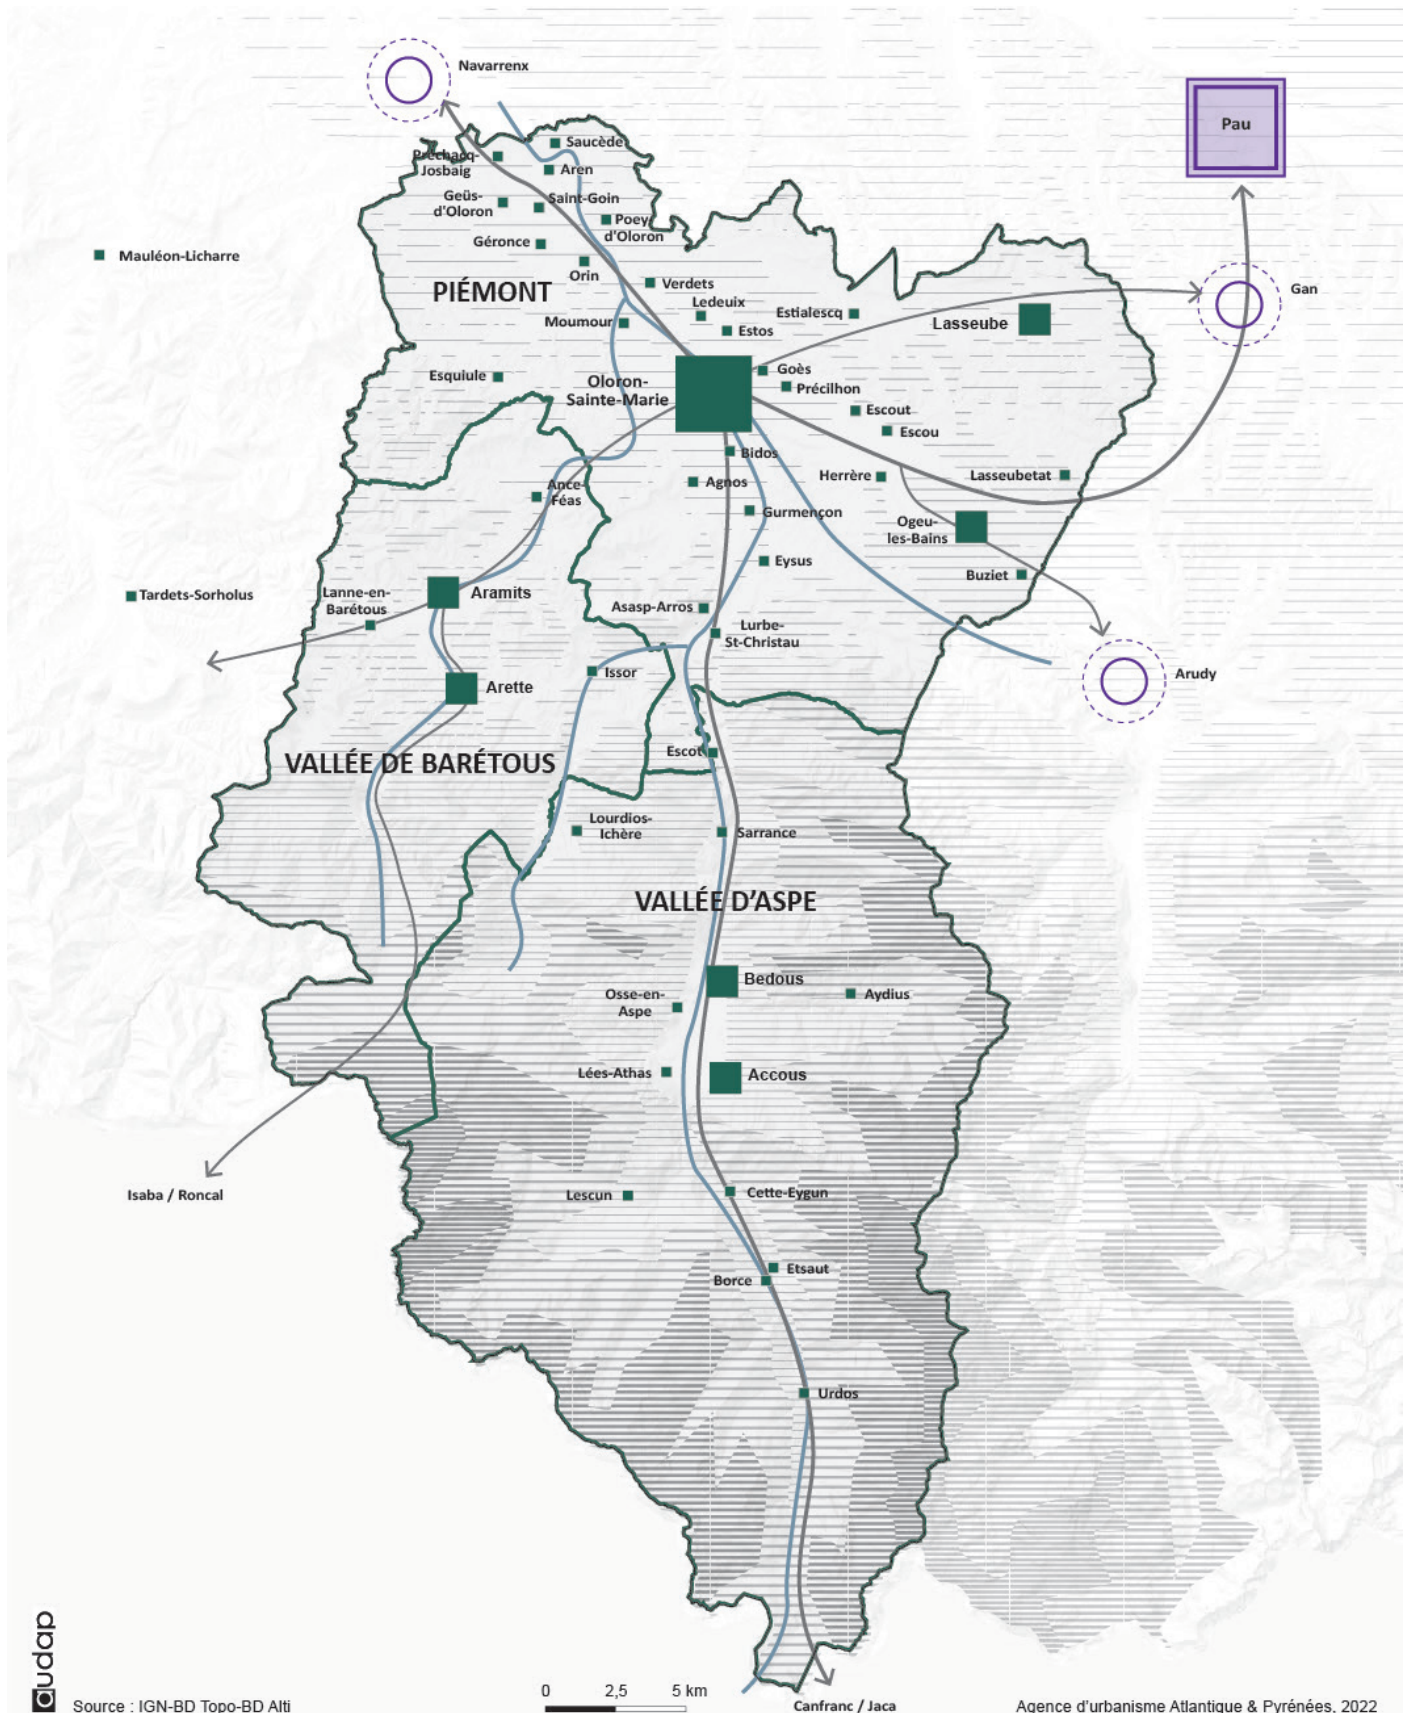 Navarrenx
Pau
Saucède
Préchacq-
Josbaig
Aren
Geüs-
d'Oloron
Saint-Goin
Poey
d'Oloron
Géronce
Mauléon-Licharre
Orin
Verdets
Gan
PIÉMONT
Ledeuix
Estialescq
Lasseube
Moumour
Estos
Goès
Esquiule
Oloron-
Sainte-Marie
Précilhon
Escout
Escou
Bidos
Herrère
Lasseubetat
Agnos
Ance-
Féas
Gurmençon
Ogeu-
les-Bains
Eysus
Buziet
Tardets-Sorholus
Lanne-en-
Barétous
Aramits
Asasp-Arros
Lurbe-
St-Christau
Issor
Arudy
Arette
Escot
VALLÉE DE BARÉTOUS
Lourdios-
Ichère
Sarrance
VALLÉE D'ASPE
Bedous
Osse-en-
Aspe
Aydius
Lées-Athas
Accous
Isaba / Roncal
Lescun
Cette-Eygun
Etsaut
Borce
Urdos
audap
Source : IGN-BD Topo-BD Alti
0 2,5 5 km
Canfranc / Jaca
Agence d'urbanisme Atlantique & Pyrénées, 2022